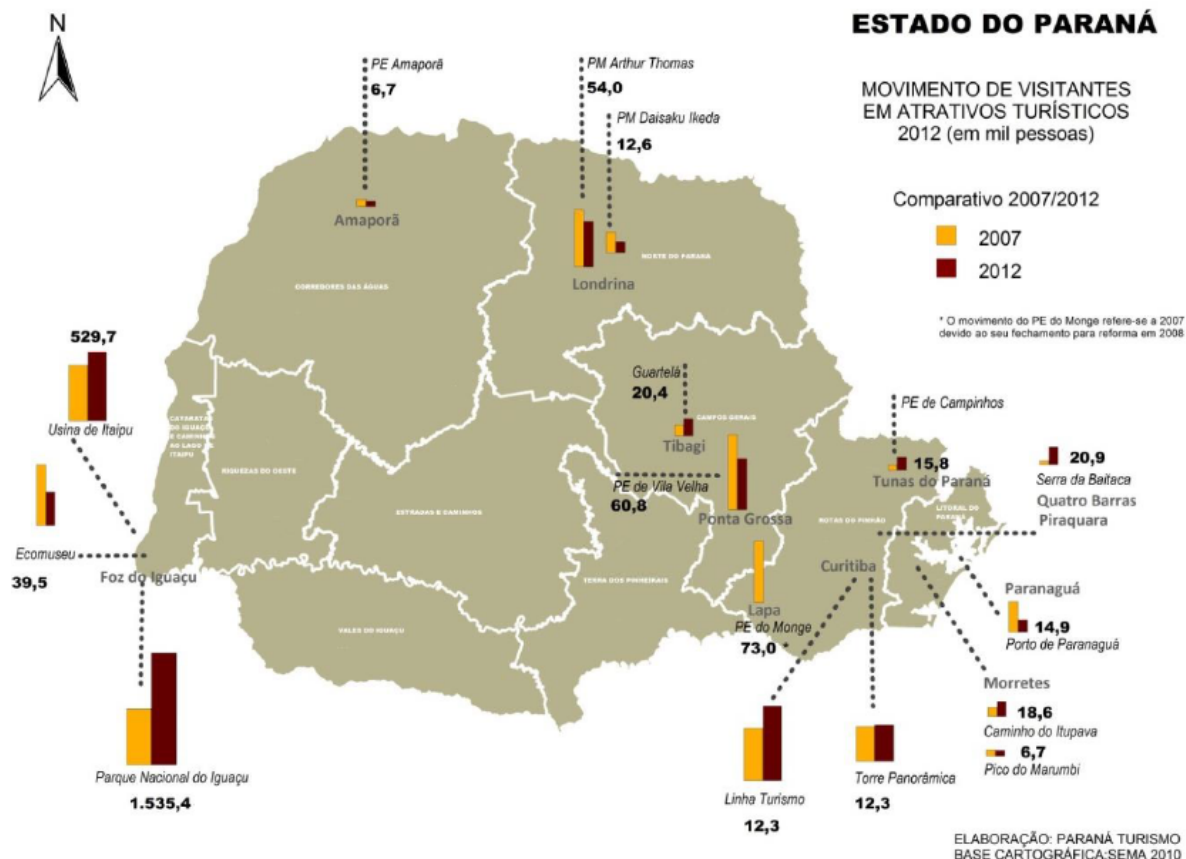 N
ESTADO DO PARANÁ
MOVIMENTO DE VISITANTES
EM ATRATIVOS TURÍSTICOS
2012 (em mil pessoas)
Comparativo 2007/2012
2007
2012
* O movimento do PE do Monge refere-se a 2007
devido ao seu fechamento para reforma em 2008
PE Amaporã
6,7
Amaporã
PM Arthur Thomas
54,0
PM Daisaku Ikeda
12,6
Londrina
NORTE DO PARANÁ
CORREDORES DAS ÁGUAS
529,7
Usina de Itaipu
CATARATAS
DO IGUAÇU
E CAMINHOS
AO LAGO DE
ITAIPU
RIQUEZAS DO OESTE
Ecomuseu
39,5
Foz do Iguaçu
Parque Nacional do Iguaçu
1.535,4
ESTRADAS E CAMINHOS
VALES DO IGUAÇU
TERRA DOS PINHEIRAIS
Guartelá
20,4
CAMPOS GERAIS
Tibagi
PE de Vila Velha
60,8
Ponta Grossa
Lapa
PE do Monge
73,0 *
PE de Campinhos
15,8
Tunas do Paraná
20,9
Serra da Baitaca
Quatro Barras
Piraquara
ROTAS DO PINHÃO
LITORAL DO
PARANÁ
Curitiba
Paranaguá
14,9
Porto de Paranaguá
Morretes
18,6
Caminho do Itupava
6,7
Pico do Marumbi
Linha Turismo
12,3
Torre Panorâmica
12,3
ELABORAÇÃO: PARANÁ TURISMO
BASE CARTOGRÁFICA:SEMA 2010